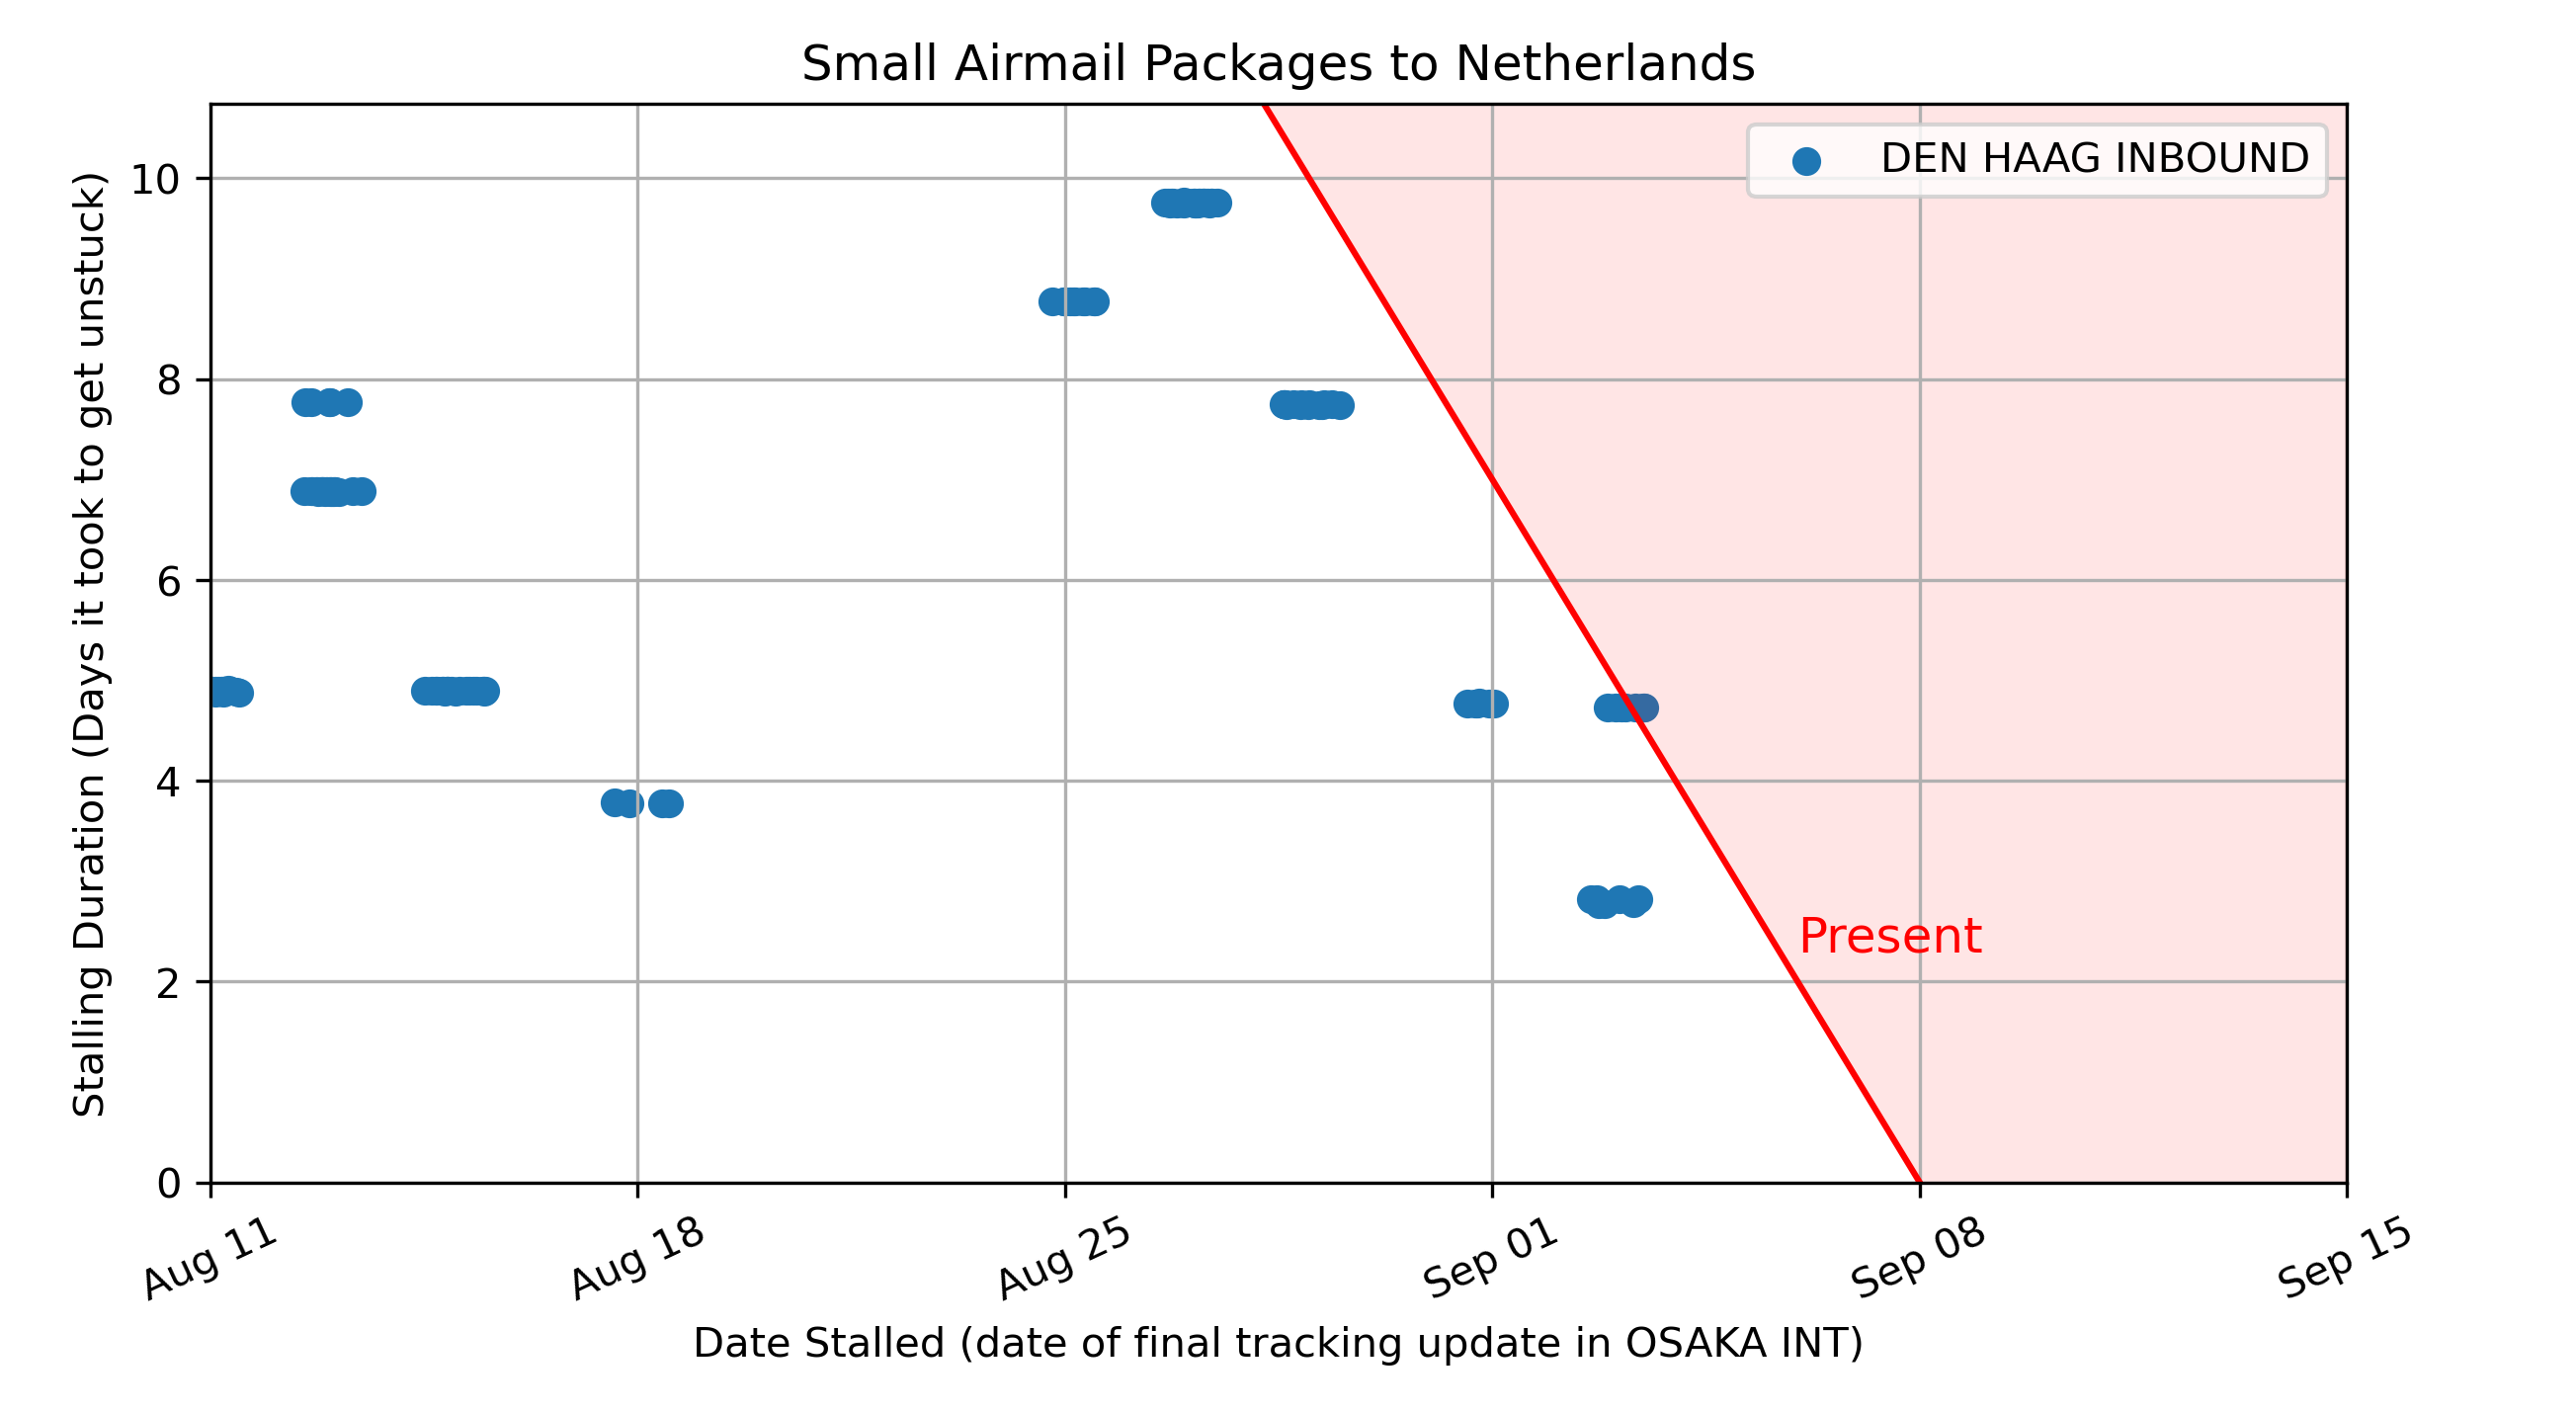 Small Airmail Packages to Netherlands
DEN HAAG INBOUND
Stalling Duration (Days it took to get unstuck)
10
8
6
4
2
0
Present
Aug 11
Aug 18
Aug 25
Sep 01
Sep 08
Sep 15
Date Stalled (date of final tracking update in OSAKA INT)